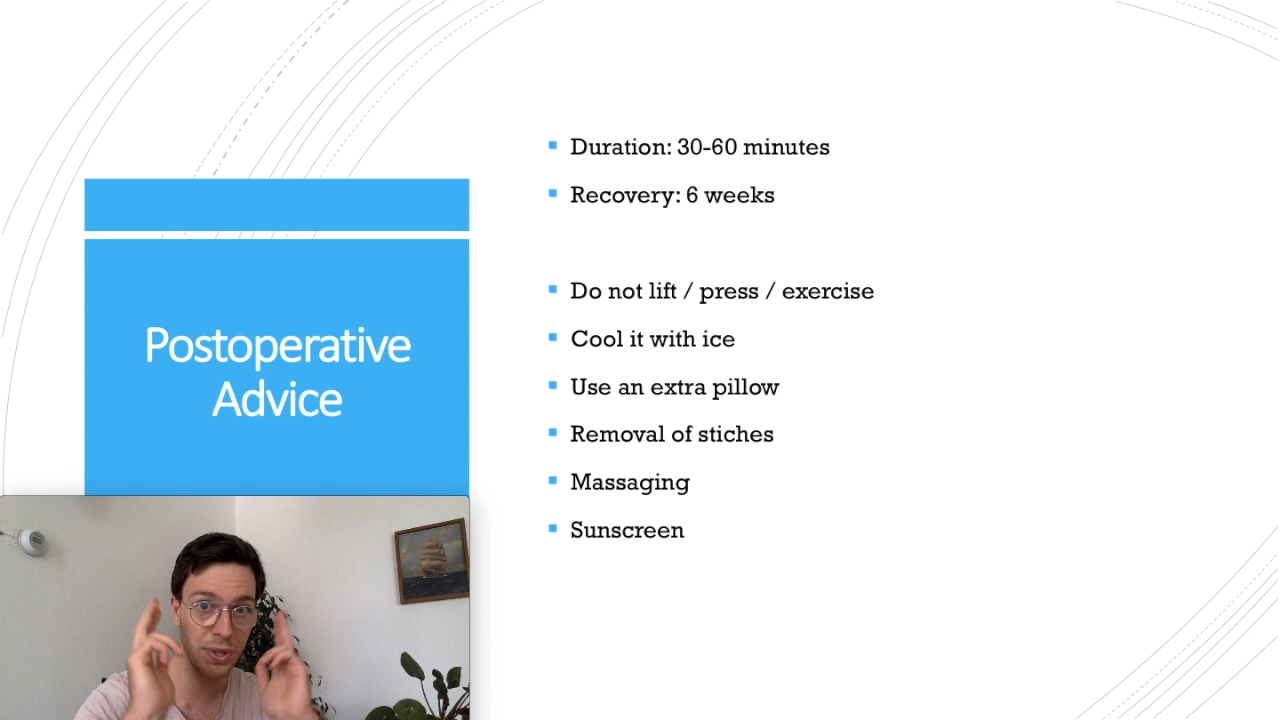 Postoperative
Advice
Duration: 30-60 minutes
Recovery: 6 weeks
Do not lift / press / exercise
Cool it with ice
Use an extra pillow
Removal of stiches
Massaging
Sunscreen